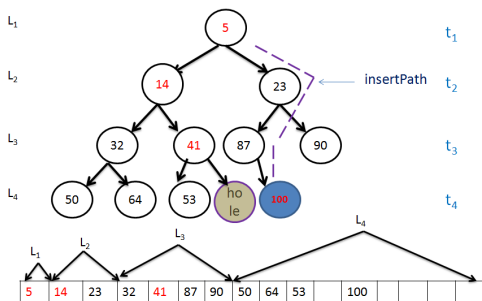 L1 5 t1
L2 14 23 insertPath t2
L3 32 41 87 90 t3
L4 50 64 53 ho
le 100 t4
L1 L2 L3 L4
5 14 23 32 41 87 90 50 64 53 100